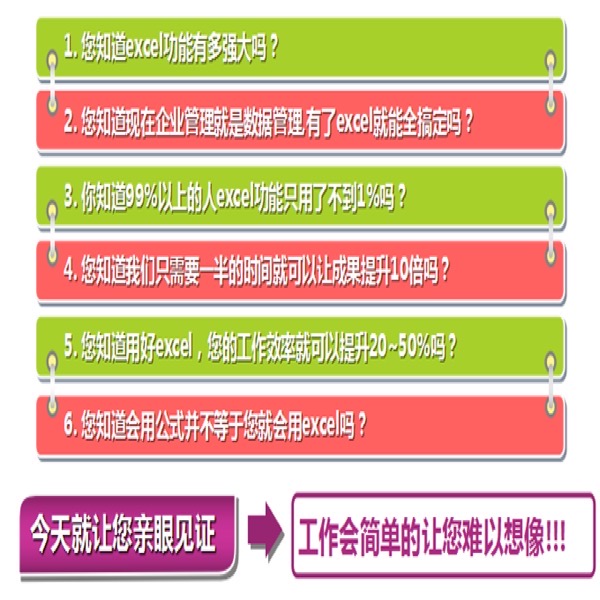 1. 您知道excel功能有多强大吗？
2. 您知道现在企业管理就是数据管理.有了excel就能全搞定吗？
3. 你知道99%以上的人excel功能只用了不到1%吗？
4. 您知道我们只需要一半的时间就可以让成果提升10倍吗？
5. 您知道用好excel，您的工作效率就可以提升20~50%吗？
6. 您知道会用公式并不等于您就会用excel吗？
今天就让您亲眼见证
工作会简单的让您难以想像!!!